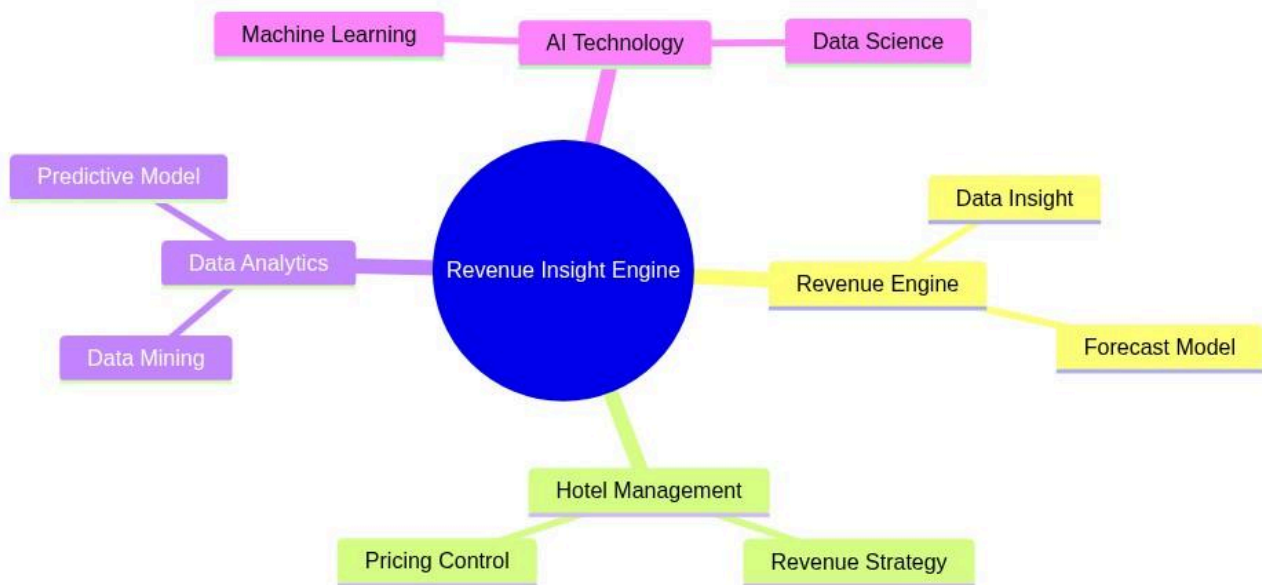 Machine Learning
AI Technology
Data Science
Predictive Model
Data Insight
Data Analytics
Revenue Insight Engine
Revenue Engine
Data Mining
Forecast Model
Hotel Management
Pricing Control
Revenue Strategy